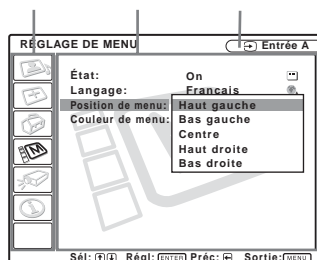 RÉGLAGE DE MENU Entrée A
État: On
Langage: Français
Position de menu: Haut gauche
Couleur de menu: Bas gauche
Centre
Haut droite
Bas droite
Sél: Régl: ENTER Préc: Sortie: MENU